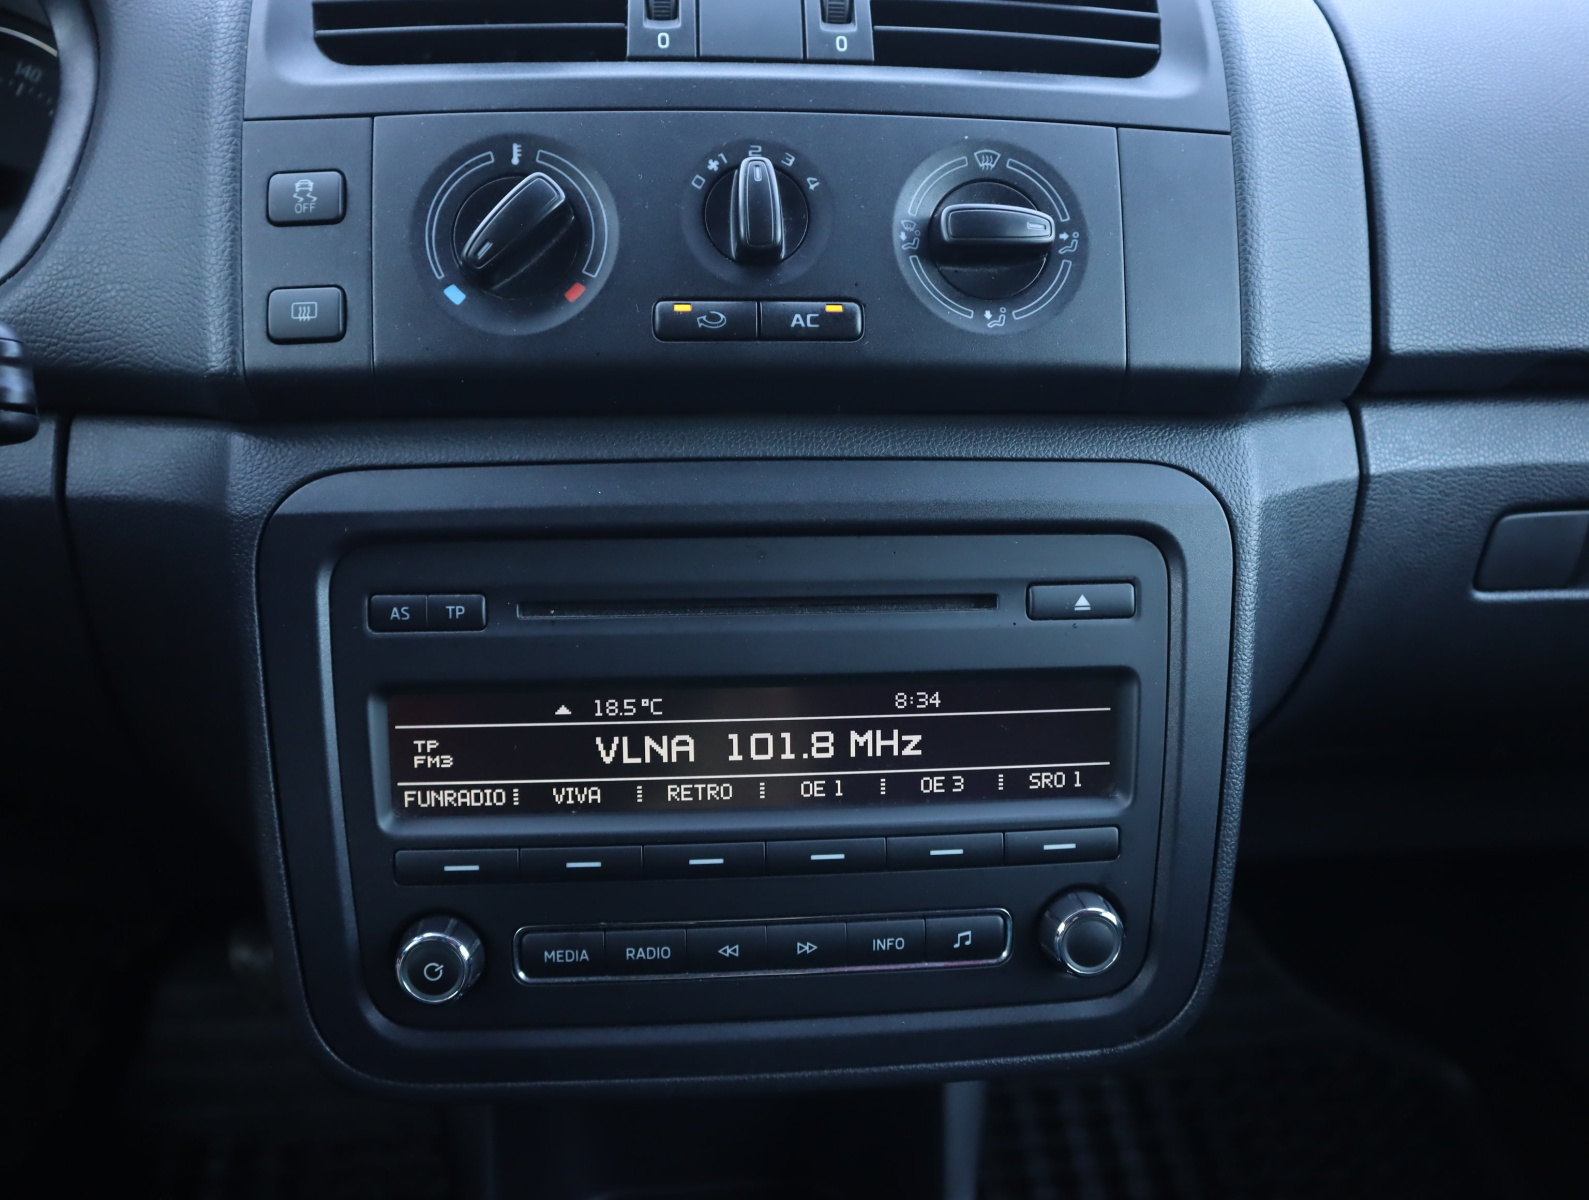 140
0
0
0 1 2 3 4
OFF
AC
AS TP
18.5°C 8:34
TP
FM3
VLNA 101.8 MHz
FUNRADIO VIVA RETRO OE 1 OE 3 SRO 1
MEDIA RADIO INFO